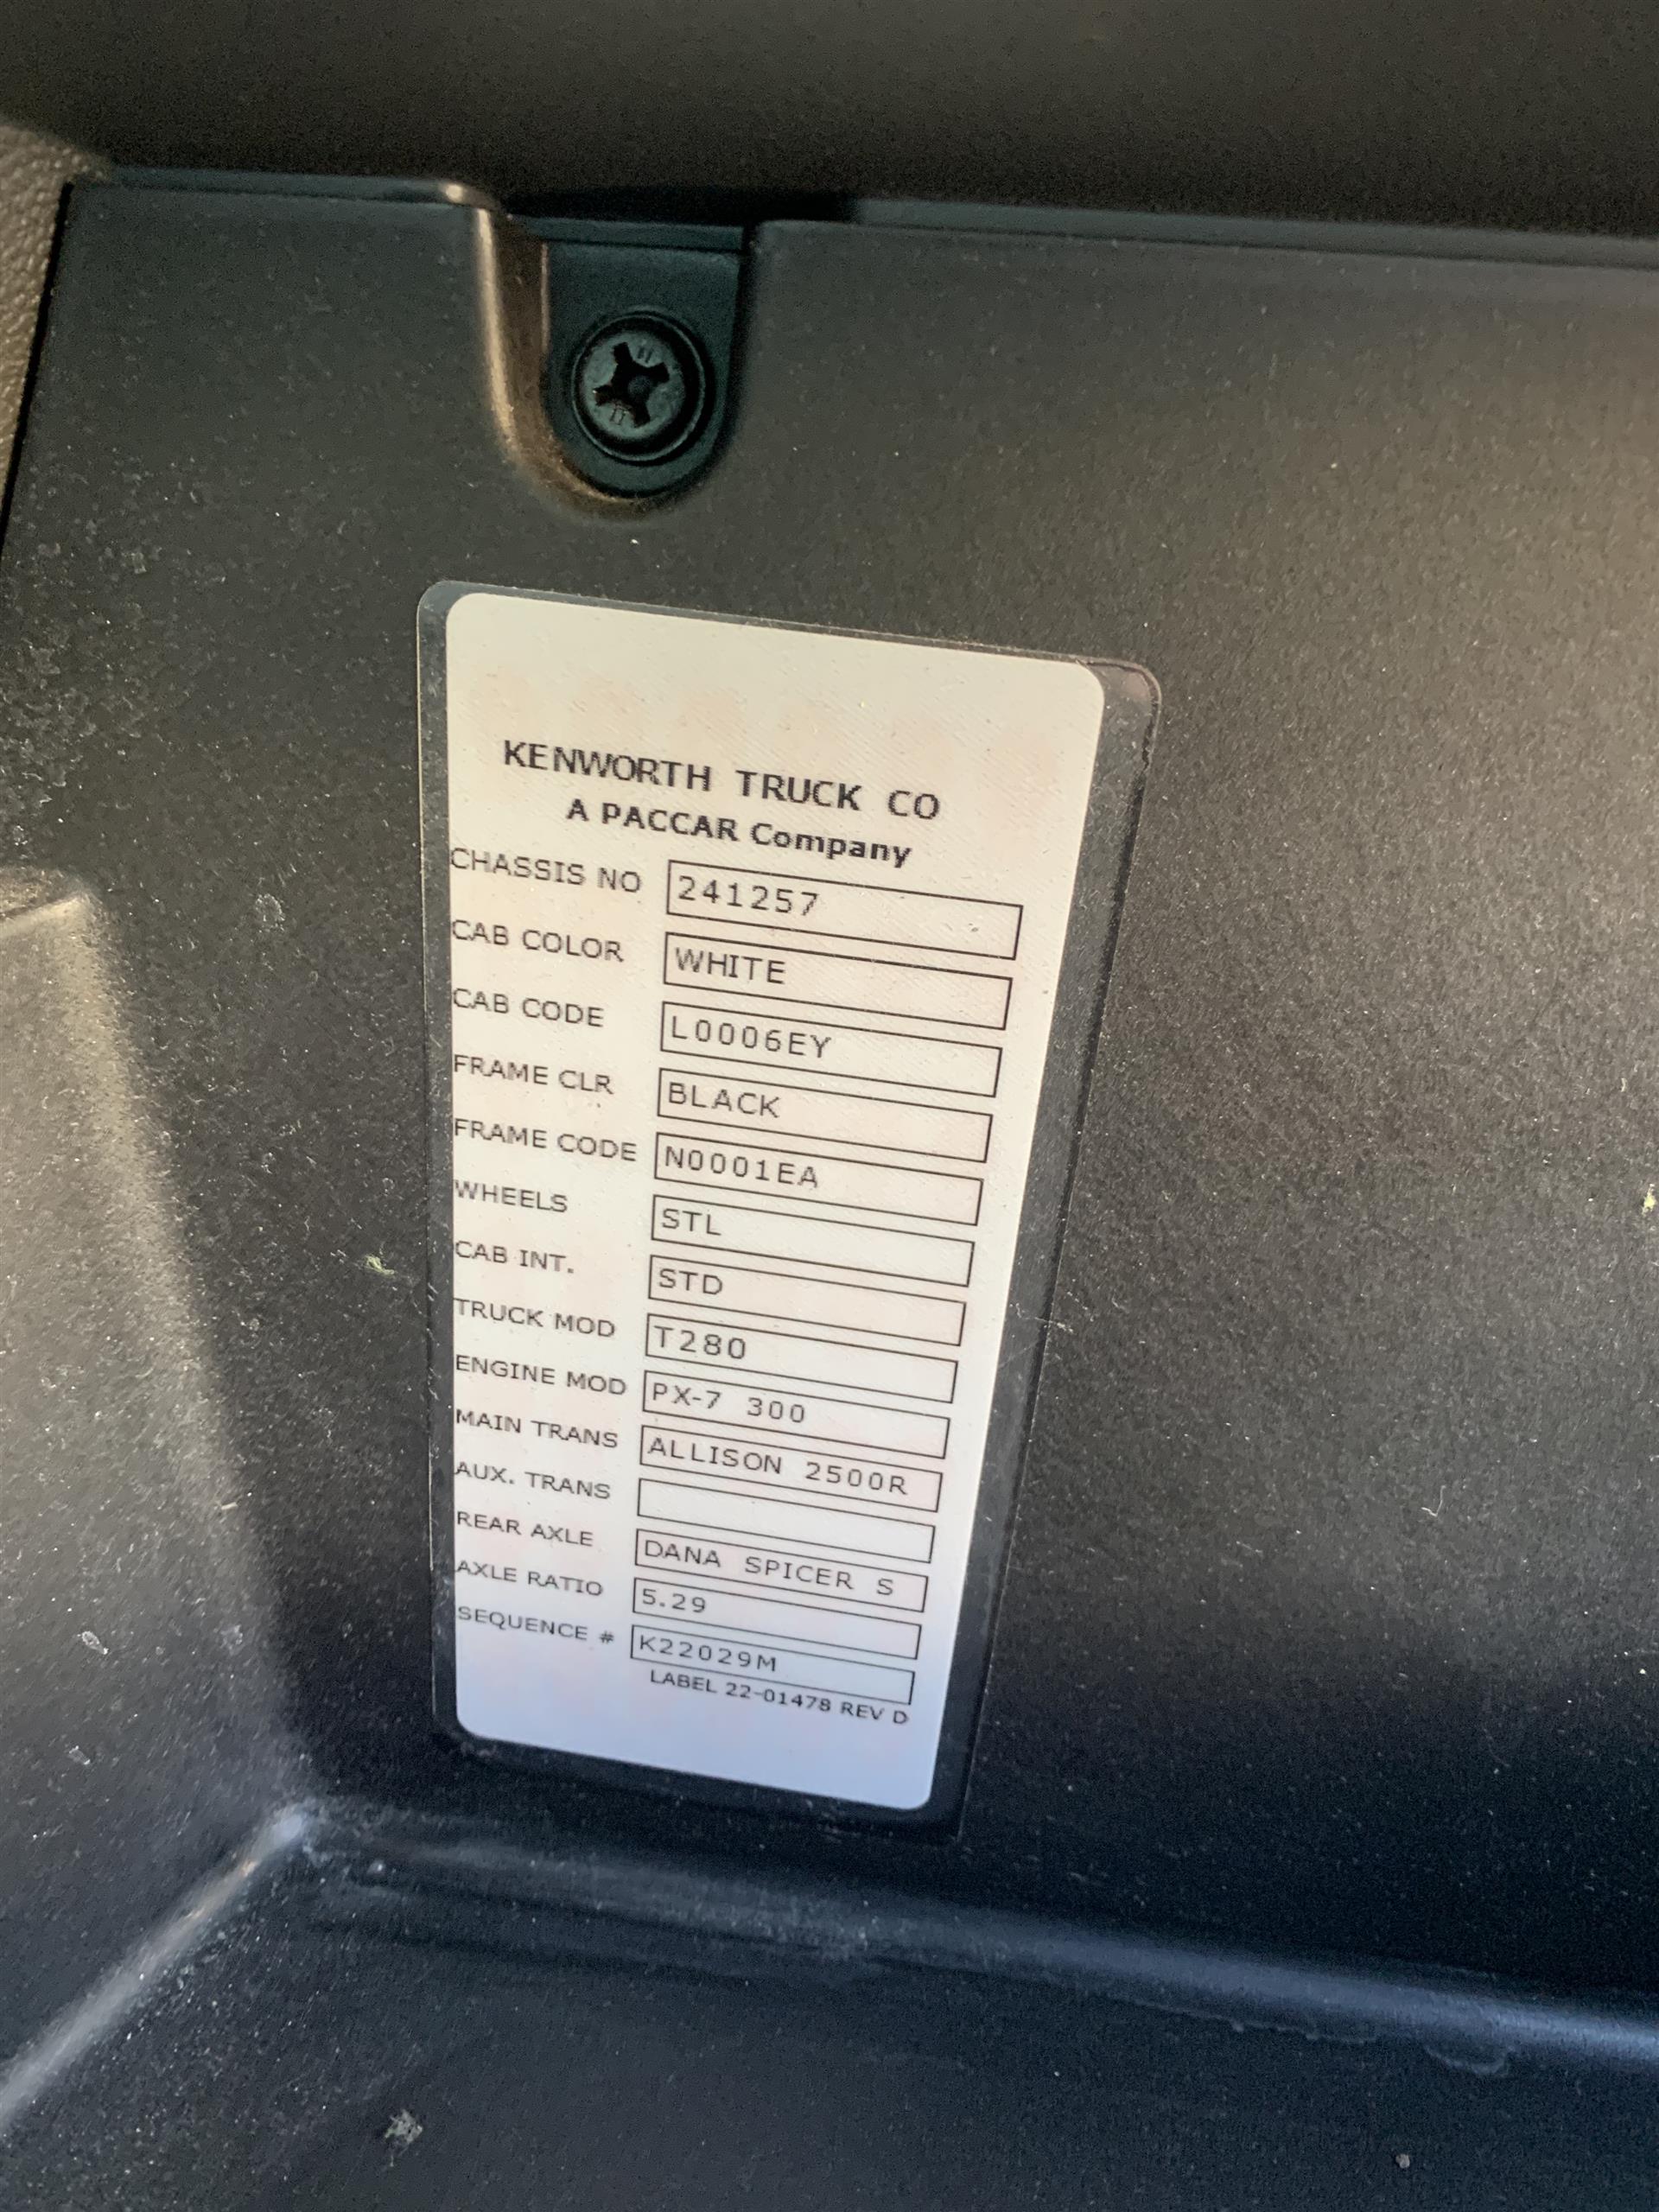 KENWORTH TRUCK CO
A PACCAR Company
CHASSIS NO 241257
CAB COLOR WHITE
CAB CODE L0006EY
FRAME CLR BLACK
FRAME CODE N0001EA
WHEELS STL
CAB INT. STD
TRUCK MOD T280
ENGINE MOD PX-7 300
MAIN TRANS ALLISON 2500R
AUX. TRANS
REAR AXLE DANA SPICER S
AXLE RATIO 5.29
SEQUENCE # K22029M
LABEL 22-01478 REV D